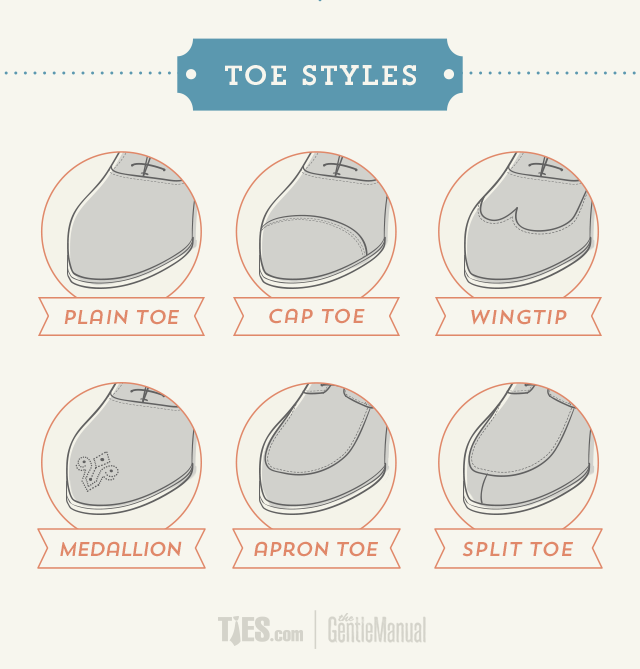 TOE STYLES
PLAIN TOE
CAP TOE
WINGTIP
MEDALLION
APRON TOE
SPLIT TOE
TiES.com
the GentleManual